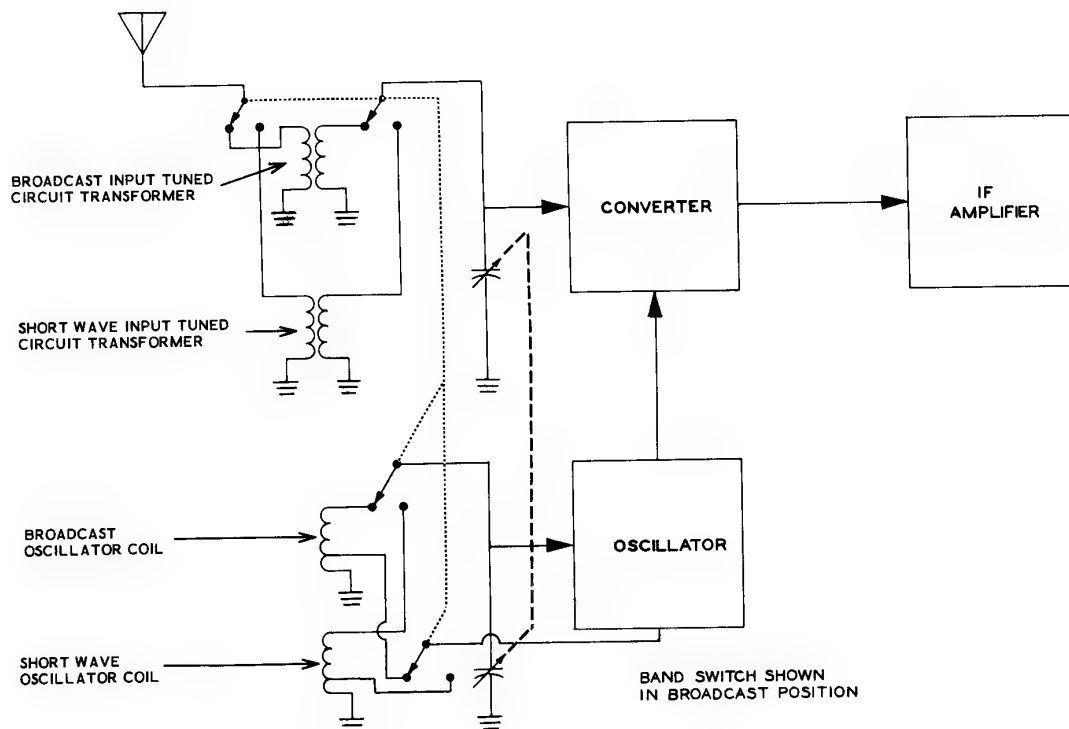 BROADCAST INPUT TUNED
CIRCUIT TRANSFORMER
CONVERTER
IF
AMPLIFIER
SHORT WAVE INPUT TUNED
CIRCUIT TRANSFORMER
BROADCAST
OSCILLATOR COIL
OSCILLATOR
SHORT WAVE
OSCILLATOR COIL
BAND SWITCH SHOWN
IN BROADCAST POSITION